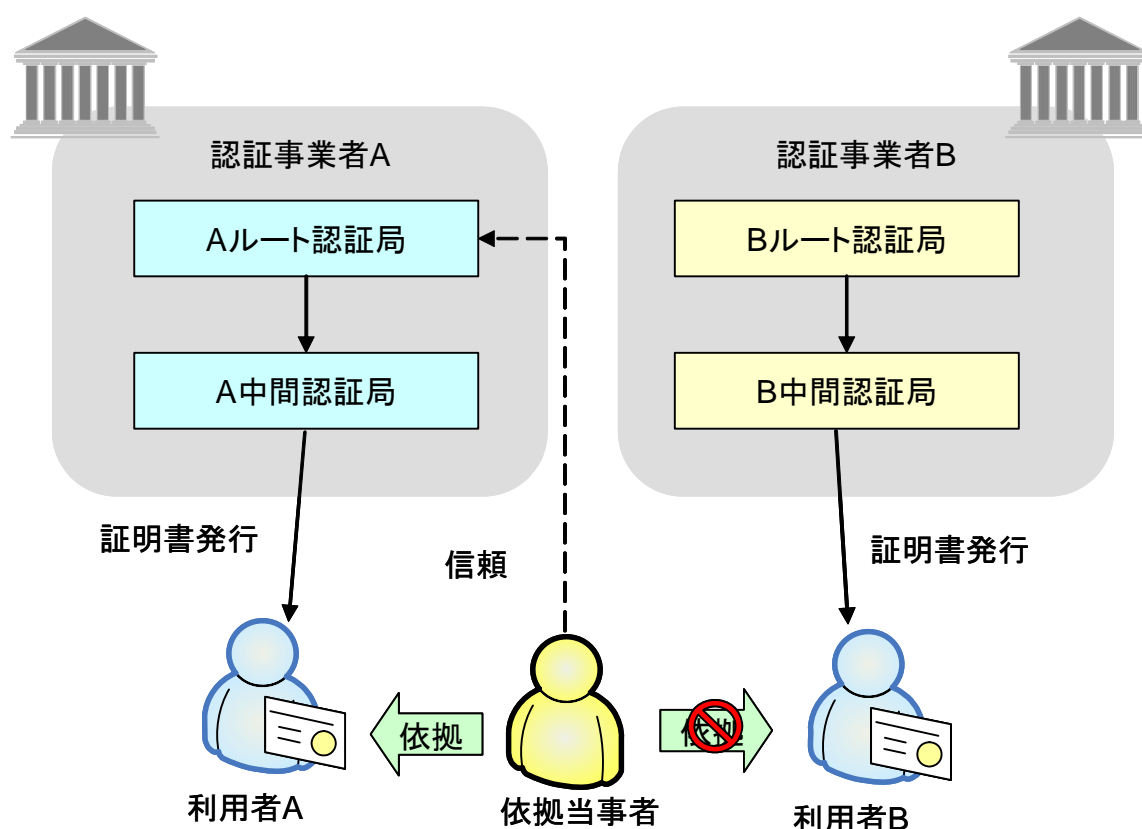 認証事業者A
認証事業者B
Aルート認証局
Bルート認証局
A中間認証局
B中間認証局
証明書発行
信頼
証明書発行
依拠
依拠
利用者A
依拠当事者
利用者B